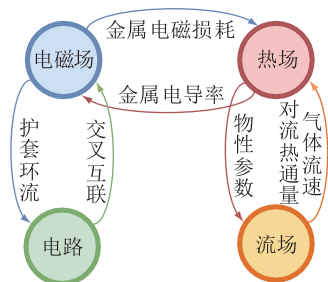 金属电磁损耗
电磁场
热场
金属电导率
护套环流
交叉互联
物性参数
对流热通量
气体流速
电路
流场